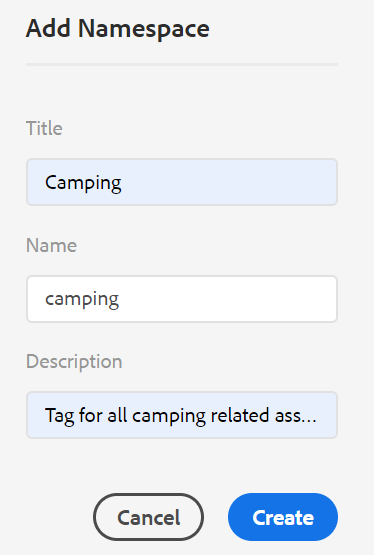 Add Namespace
Title
Camping
Name
camping
Description
Tag for all camping related ass...
Cancel
Create